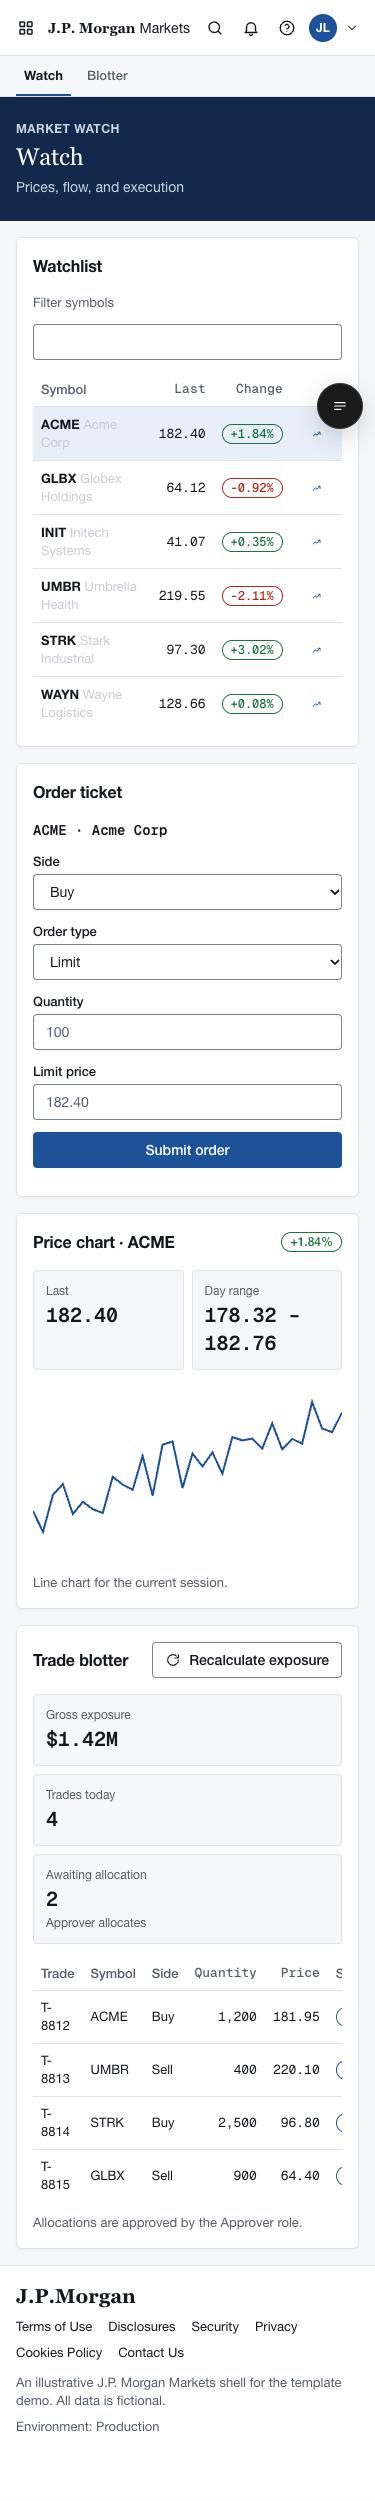 J.P. Morgan Markets
JL
Watch Blotter
MARKET WATCH
Watch
Prices, flow, and execution
Watchlist
Filter symbols
Symbol Last Change
ACME Acme Corp 182.40 +1.84%
GLBX Globex Holdings 64.12 -0.92%
INIT Initech Systems 41.07 +0.35%
UMBR Umbrella Health 219.55 -2.11%
STRK Stark Industrial 97.30 +3.02%
WAYN Wayne Logistics 128.66 +0.08%
Order ticket
ACME · Acme Corp
Side
Buy
Order type
Limit
Quantity
100
Limit price
182.40
Submit order
Price chart · ACME +1.84%
Last
182.40
Day range
178.32 –
182.76
Line chart for the current session.
Trade blotter
Recalculate exposure
Gross exposure
$1.42M
Trades today
4
Awaiting allocation
2
Approver allocates
Trade Symbol Side Quantity Price S
T-8812 ACME Buy 1,200 181.95
T-8813 UMBR Sell 400 220.10
T-8814 STRK Buy 2,500 96.80
T-8815 GLBX Sell 900 64.40
Allocations are approved by the Approver role.
J.P.Morgan
Terms of Use Disclosures Security Privacy
Cookies Policy Contact Us
An illustrative J.P. Morgan Markets shell for the template
demo. All data is fictional.
Environment: Production